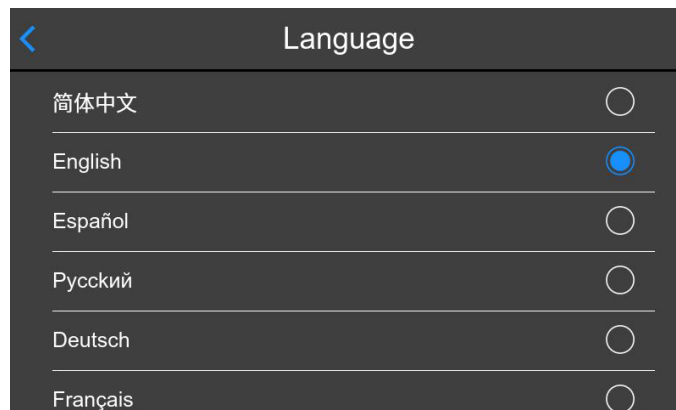 Language
简体中文
English
Español
Русский
Deutsch
Français